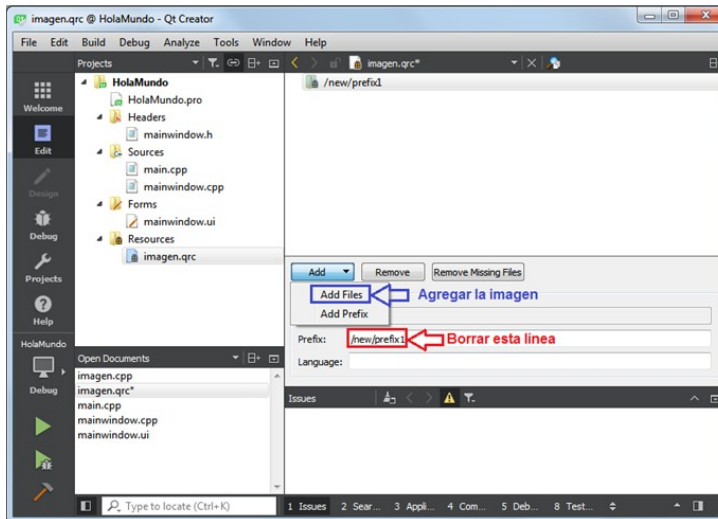 imagen.qrc @ HolaMundo - Qt Creator
File Edit Build Debug Analyze Tools Window Help
Projects
imagen.qrc*
Welcome
Edit
Design
Debug
Projects
Help
HolaMundo
Debug
HolaMundo
HolaMundo.pro
Headers
mainwindow.h
Sources
main.cpp
mainwindow.cpp
Forms
mainwindow.ui
Resources
imagen.qrc
/new/prefix1
Add Remove Remove Missing Files
Add Files
Agregar la imagen
Add Prefix
Prefix: /new/prefix1
Borrar esta linea
Language:
Open Documents
imagen.cpp
imagen.qrc*
main.cpp
mainwindow.cpp
mainwindow.ui
Issues
Type to locate (Ctrl+K)
1 Issues 2 Sear... 3 Appli... 4 Com... 5 Deb... 8 Test...